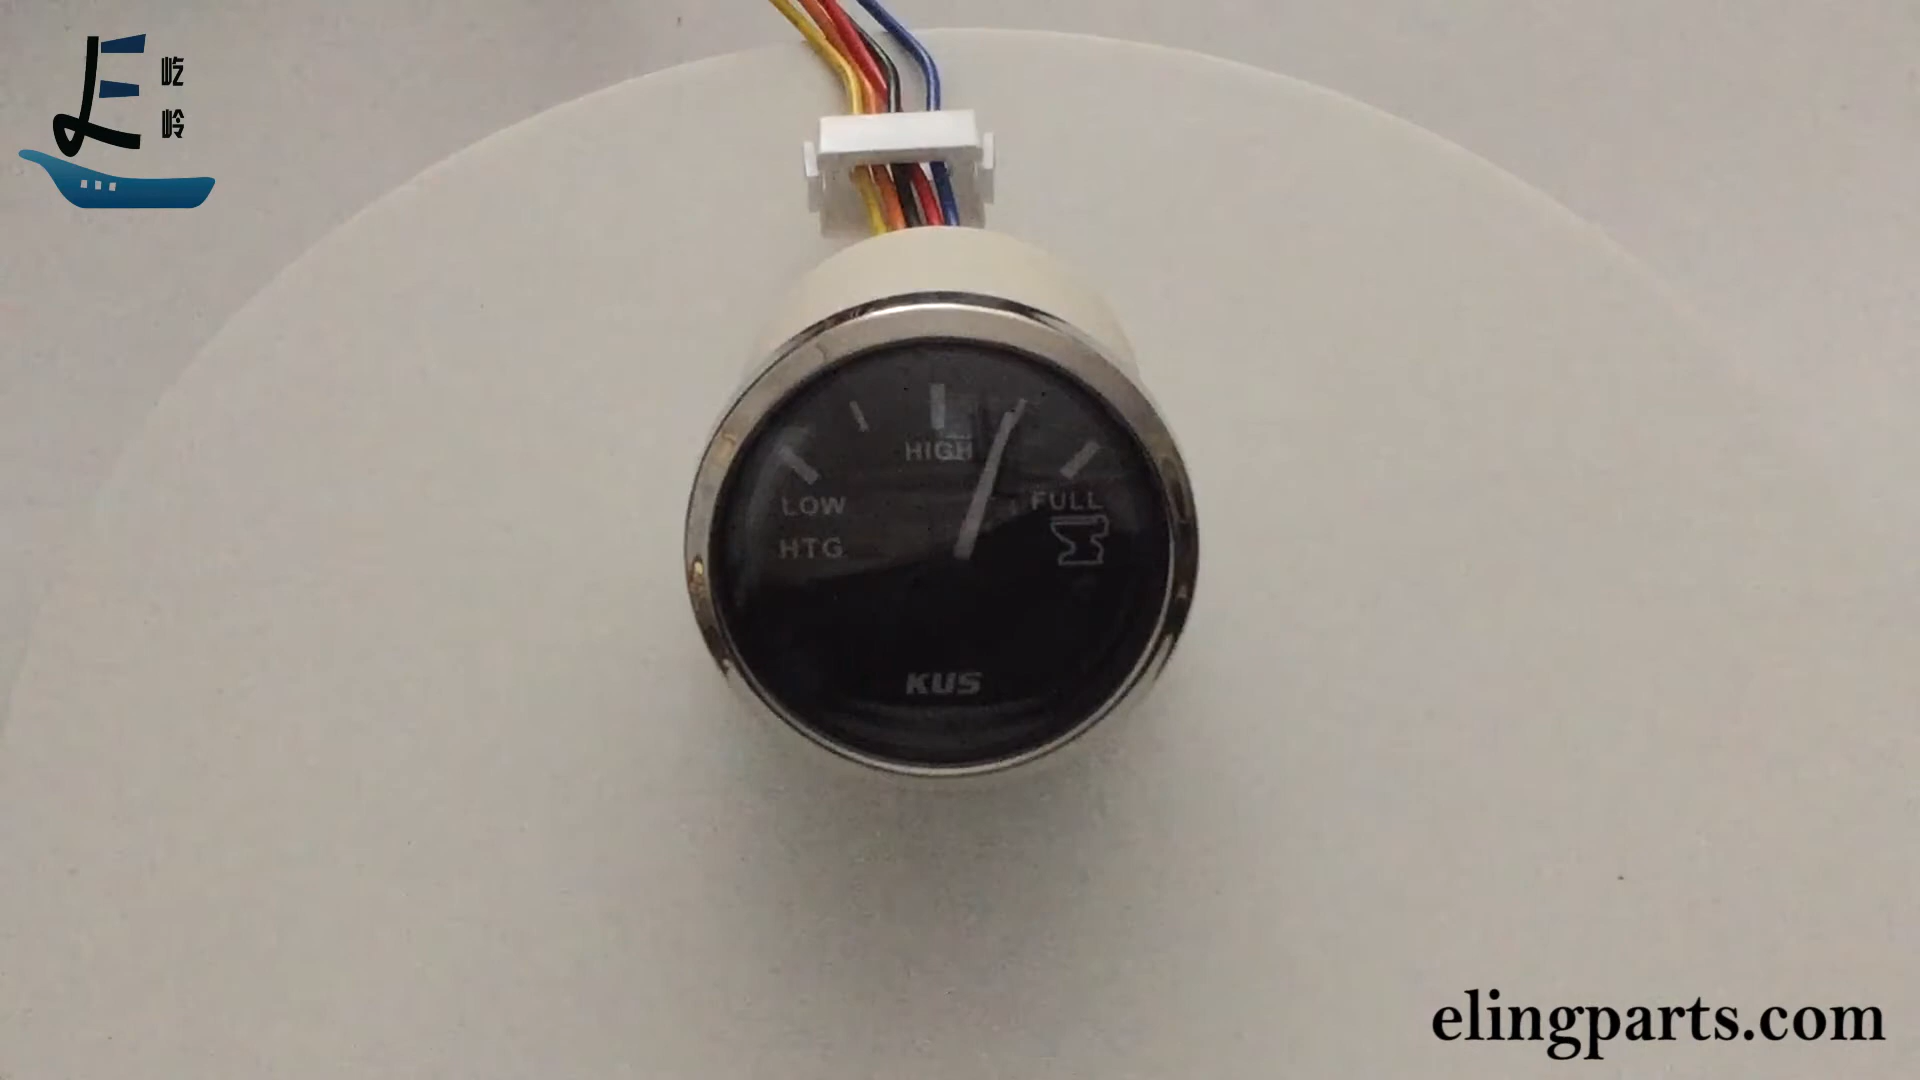 屹
岭
HIGH
LOW
FULL
HTG
KUS
elingparts.com